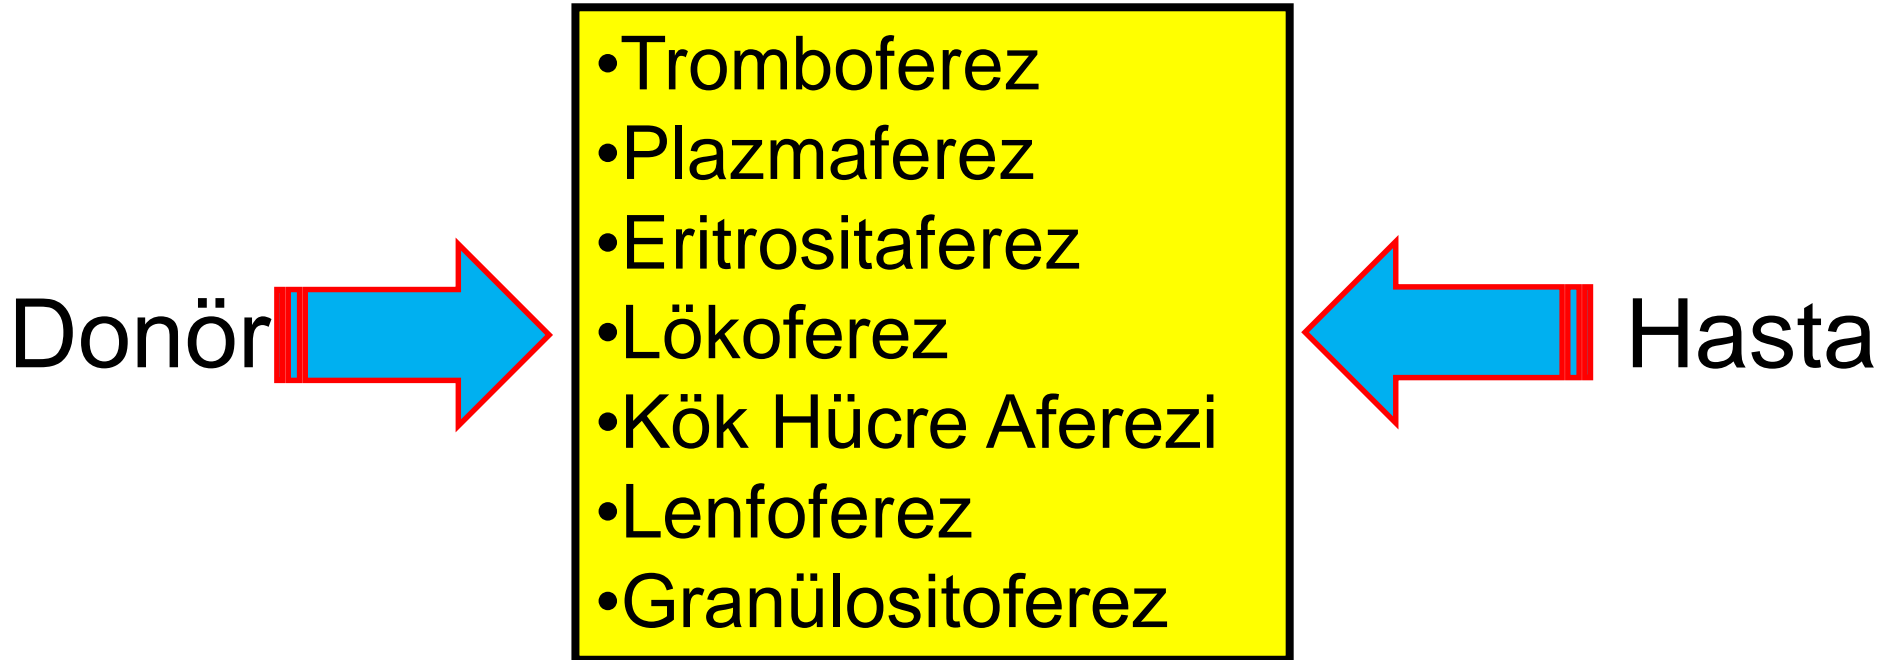 •Tromboferez
•Plazmaferez
•Eritrositaferez
Donör
•Lökoferez
Hasta
•Kök Hücre Aferezi
•Lenfoferez
•Granülositoferez